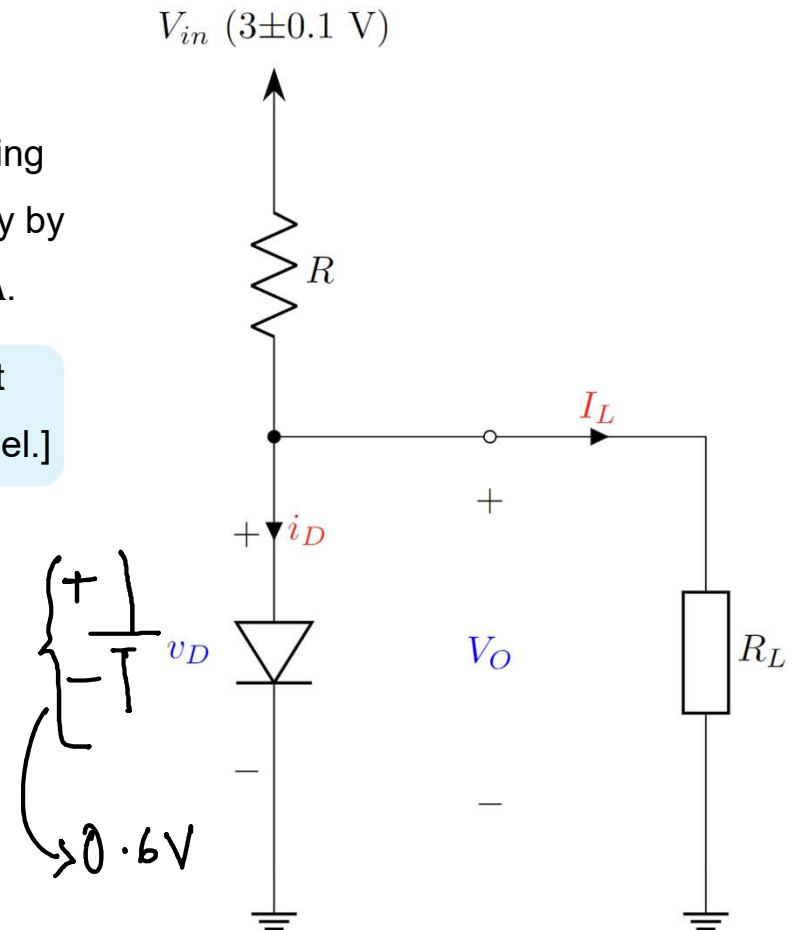 V_in (3±0.1 V)
ing
y by
.
t
el.]
R
I_L
+
+ i_D
+
−
v_D
V_O
R_L
−
−
0.6V